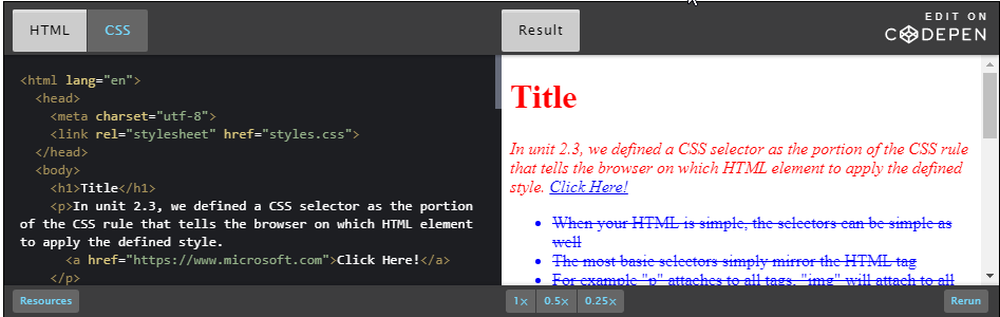 HTML CSS
Result
EDIT ON
CODEPEN
<html lang="en">
<head>
<meta charset="utf-8">
<link rel="stylesheet" href="styles.css">
</head>
<body>
<h1>Title</h1>
<p>In unit 2.3, we defined a CSS selector as the portion
of the CSS rule that tells the browser on which HTML element
to apply the defined style.
<a href="https://www.microsoft.com">Click Here!</a>
</p>
Title
In unit 2.3, we defined a CSS selector as the portion of the CSS rule
that tells the browser on which HTML element to apply the defined
style. Click Here!
• When your HTML is simple, the selectors can be simple as
well
• The most basic selectors simply mirror the HTML tag
• For example "p" attaches to all tags, "img" will attach to all
Resources
1x 0.5x 0.25x
Rerun